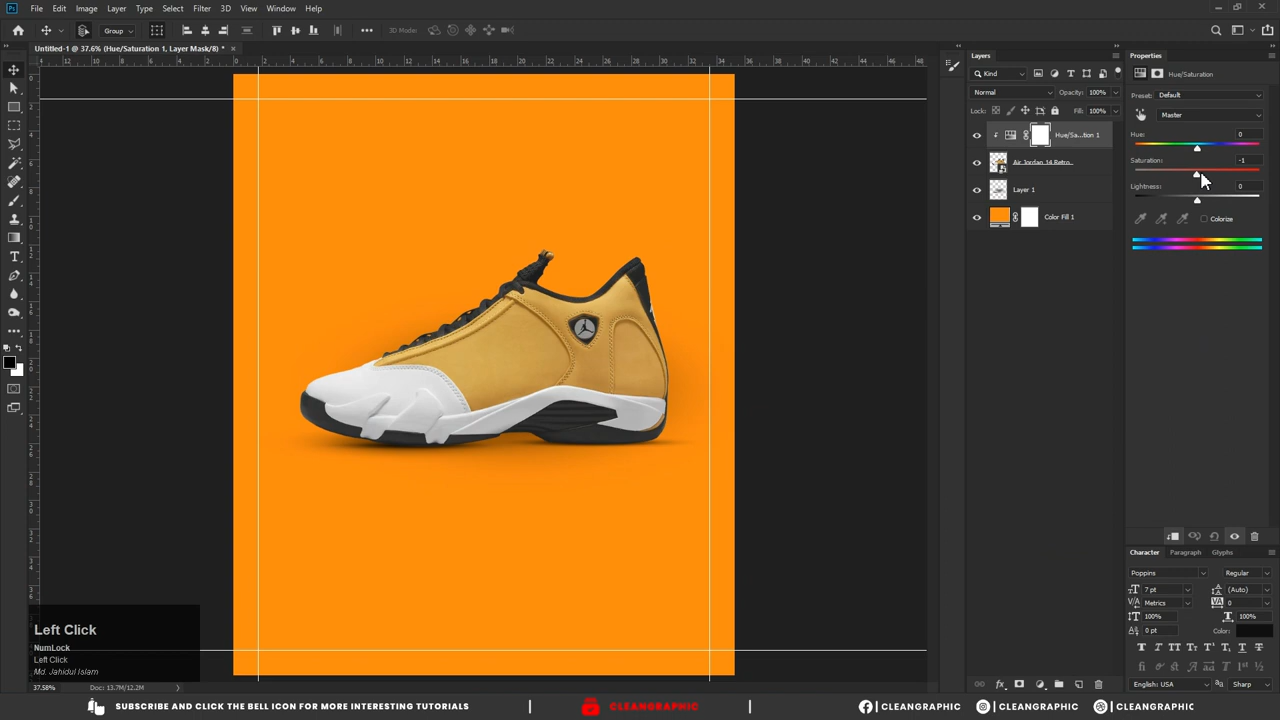 Ps File Edit Image Layer Type Select Filter 3D View Window Help
Group 3D Mode:
Untitled-1 @ 37.6% (Hue/Saturation 1, Layer Mask/8) * ×
Layers
Kind
Normal Opacity: 100%
Lock: Fill: 100%
Hue/Sa...tion 1
Air Jordan 14 Retro...
Layer 1
Color Fill 1
Properties
Hue/Saturation
Preset: Default
Master
Hue: 0
Saturation: -1
Lightness: 0
Colorize
Character Paragraph Glyphs
Poppins Regular
7 pt (Auto)
Metrics 0
100% 100%
0 pt Color:
English: USA Sharp
Left Click
NumLock
Left Click
Md. Jahidul Islam
37.58% Doc: 13.7M/12.2M
SUBSCRIBE AND CLICK THE BELL ICON FOR MORE INTERESTING TUTORIALS | CLEANGRAPHIC | CLEANGRAPHIC | CLEANGRAPHIC | CLEANGRAPHIC